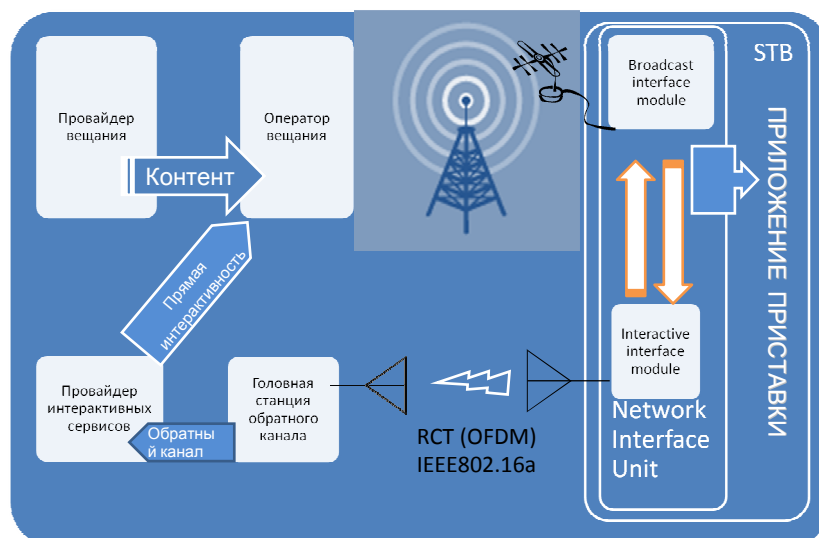 Провайдер
вещания
Оператор
вещания
Контент
Broadcast
interface
module
STB
ПРИЛОЖЕНИЕ ПРИСТАВКИ
Прямая
интерактивность
Провайдер
интерактивных
сервисов
Головная
станция
обратного
канала
Обратны
й канал
RCT (OFDM)
IEEE802.16a
Interactive
interface
module
Network
Interface
Unit